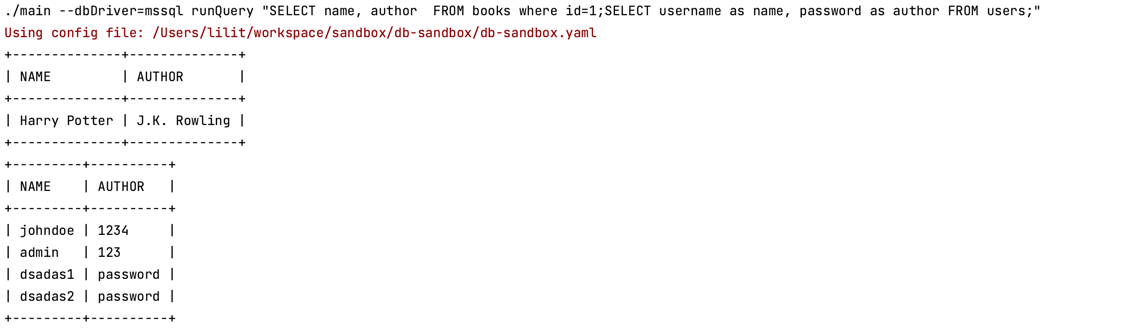 ./main --dbDriver=mssql runQuery "SELECT name, author  FROM books where id=1;SELECT username as name, password as author FROM users;"
Using config file: /Users/lilit/workspace/sandbox/db-sandbox/db-sandbox.yaml
+--------------+--------------+
| NAME         | AUTHOR       |
+--------------+--------------+
| Harry Potter | J.K. Rowling |
+--------------+--------------+
+---------+----------+
| NAME    | AUTHOR   |
+---------+----------+
| johndoe | 1234     |
| admin   | 123      |
| dsadas1 | password |
| dsadas2 | password |
+---------+----------+